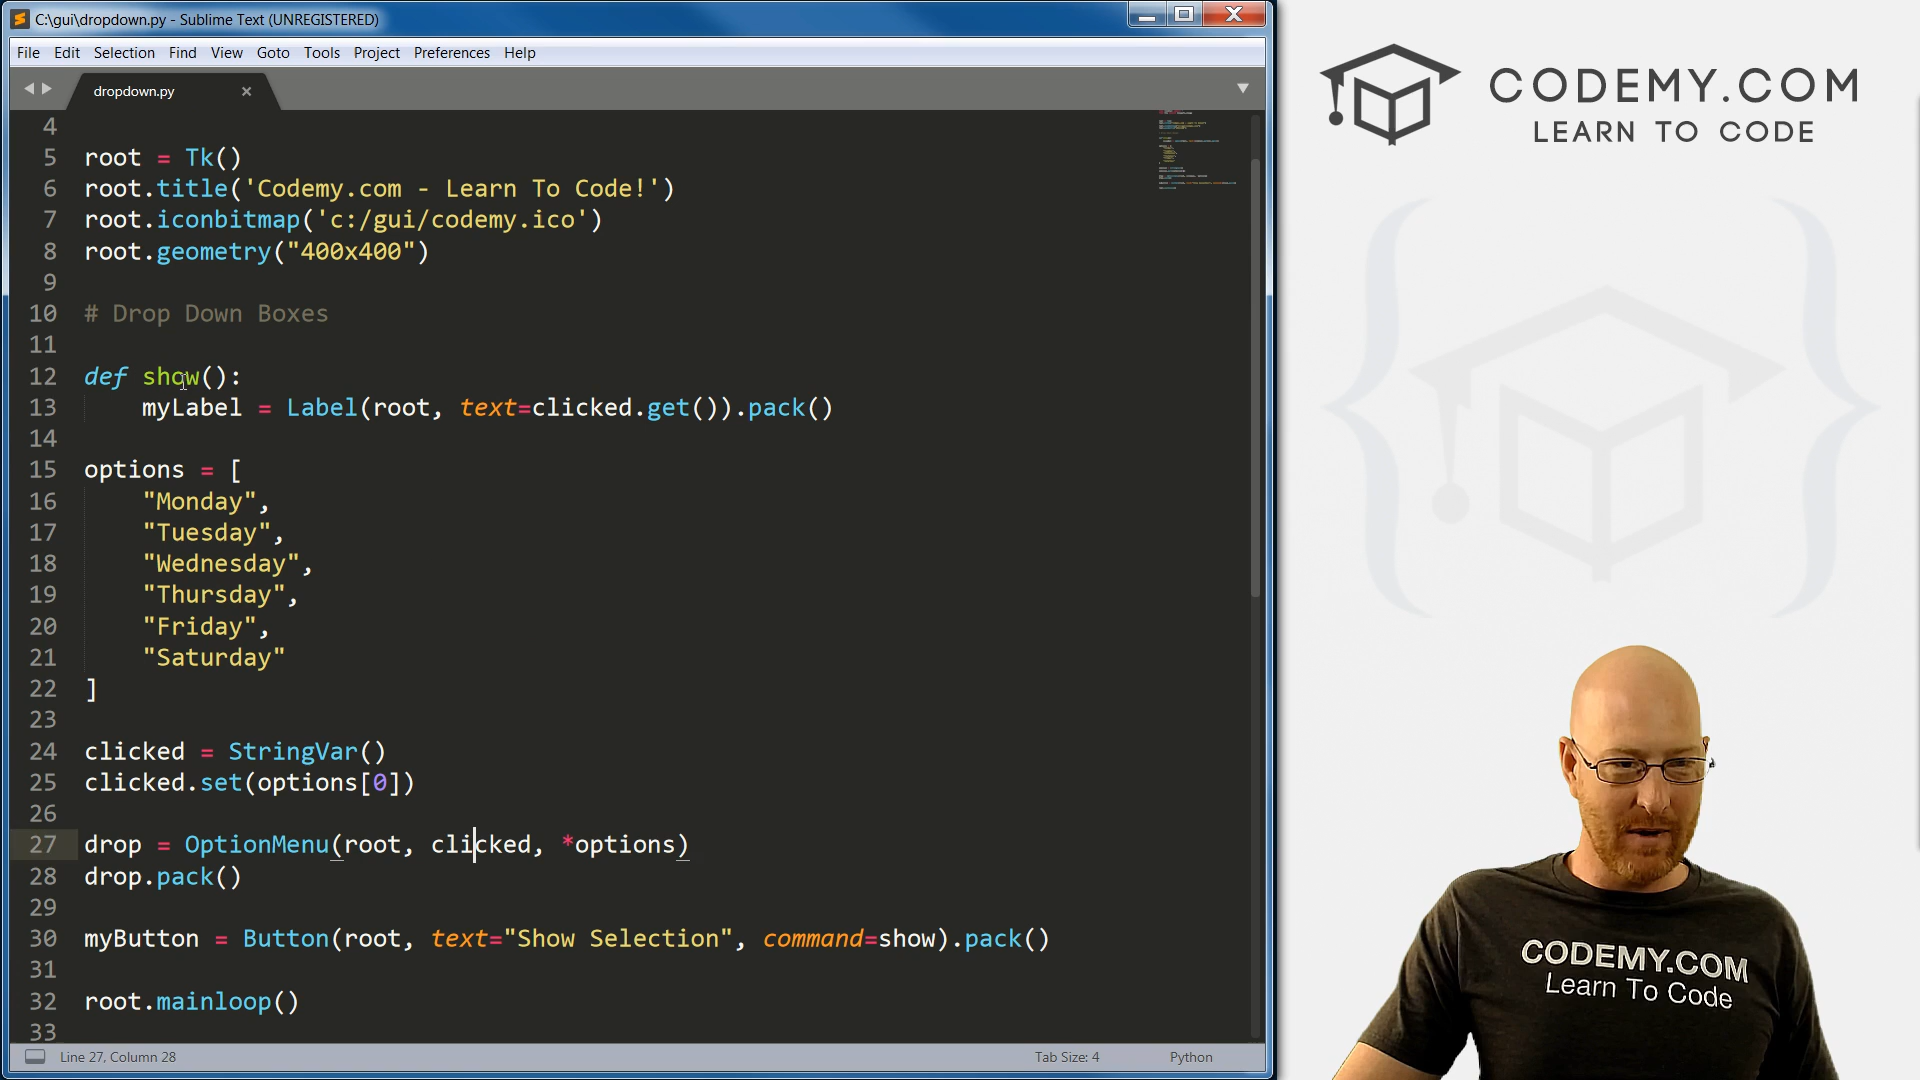 C:\gui\dropdown.py - Sublime Text (UNREGISTERED)
File Edit Selection Find View Goto Tools Project Preferences Help
dropdown.py
4
5 root = Tk()
6 root.title('Codemy.com - Learn To Code!')
7 root.iconbitmap('c:/gui/codemy.ico')
8 root.geometry("400x400")
9
10 # Drop Down Boxes
11
12 def show():
13     myLabel = Label(root, text=clicked.get()).pack()
14
15 options = [
16     "Monday",
17     "Tuesday",
18     "Wednesday",
19     "Thursday",
20     "Friday",
21     "Saturday"
22 ]
23
24 clicked = StringVar()
25 clicked.set(options[0])
26
27 drop = OptionMenu(root, clicked, *options)
28 drop.pack()
29
30 myButton = Button(root, text="Show Selection", command=show).pack()
31
32 root.mainloop()
33
Line 27, Column 28
Tab Size: 4
Python
CODEMY.COM
LEARN TO CODE
CODEMY.COM
Learn To Code